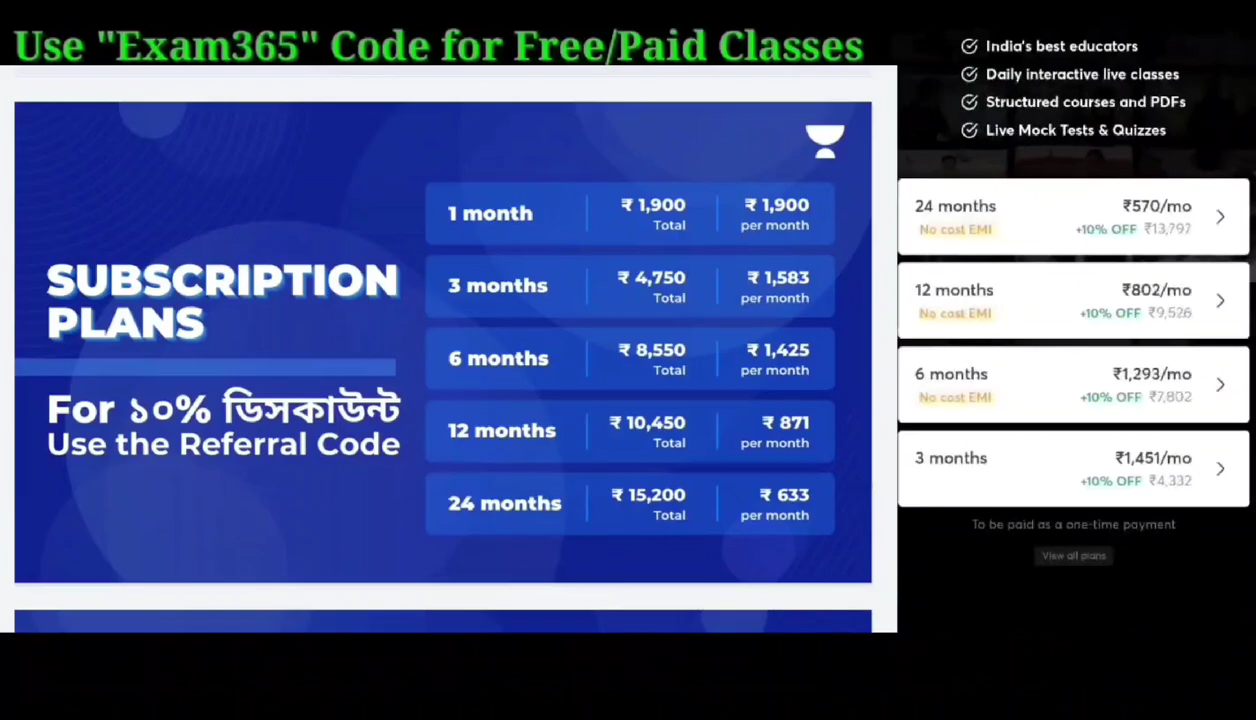 Use "Exam365" Code for Free/Paid Classes
SUBSCRIPTION
PLANS
For ১০% ডিসকাউন্ট
Use the Referral Code
1 month ₹ 1,900 ₹ 1,900
Total per month
3 months ₹ 4,750 ₹ 1,583
Total per month
6 months ₹ 8,550 ₹ 1,425
Total per month
12 months ₹ 10,450 ₹ 871
Total per month
24 months ₹ 15,200 ₹ 633
Total per month
India's best educators
Daily interactive live classes
Structured courses and PDFs
Live Mock Tests & Quizzes
24 months ₹570/mo
No cost EMI +10% OFF ₹13,797
12 months ₹802/mo
No cost EMI +10% OFF ₹9,526
6 months ₹1,293/mo
No cost EMI +10% OFF ₹7,802
3 months ₹1,451/mo
+10% OFF ₹4,332
To be paid as a one-time payment
View all plans